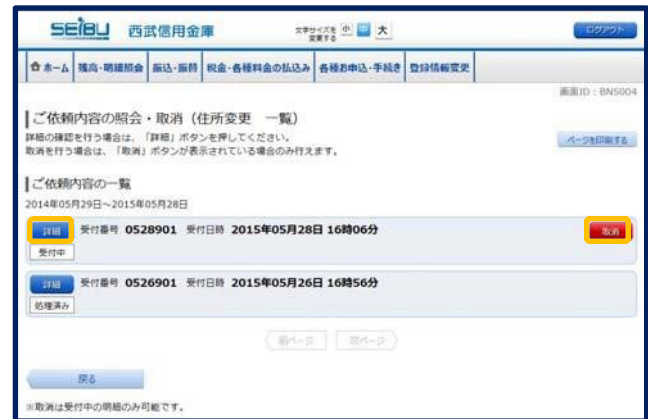 SEIBU 西武信用金庫 文字サイズを変更する 小 中 大 ログアウト
ホーム 残高・明細照会 振込・振替 税金・各種料金の払込み 各種お申込・手続き 登録情報変更
画面ID：BNS004
ご依頼内容の照会・取消（住所変更 一覧）
詳細の確認を行う場合は、「詳細」ボタンを押してください。
取消を行う場合は、「取消」ボタンが表示されている場合のみ行えます。
ページを印刷する
ご依頼内容の一覧
2014年05月29日～2015年05月28日
詳細 受付番号 0528901 受付日時 2015年05月28日 16時06分 取消
受付中
詳細 受付番号 0526901 受付日時 2015年05月26日 16時56分
処理済み
前ページ 次ページ
戻る
※取消は受付中の明細のみ可能です。